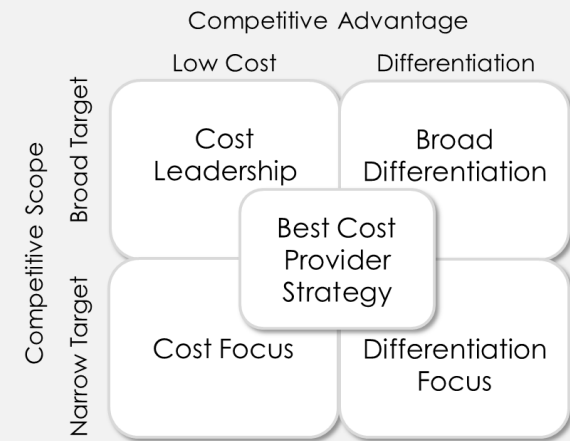 Competitive Advantage
Low Cost
Differentiation
Competitive Scope
Broad Target
Cost
Leadership
Broad
Differentiation
Best Cost
Provider
Strategy
Narrow Target
Cost Focus
Differentiation
Focus